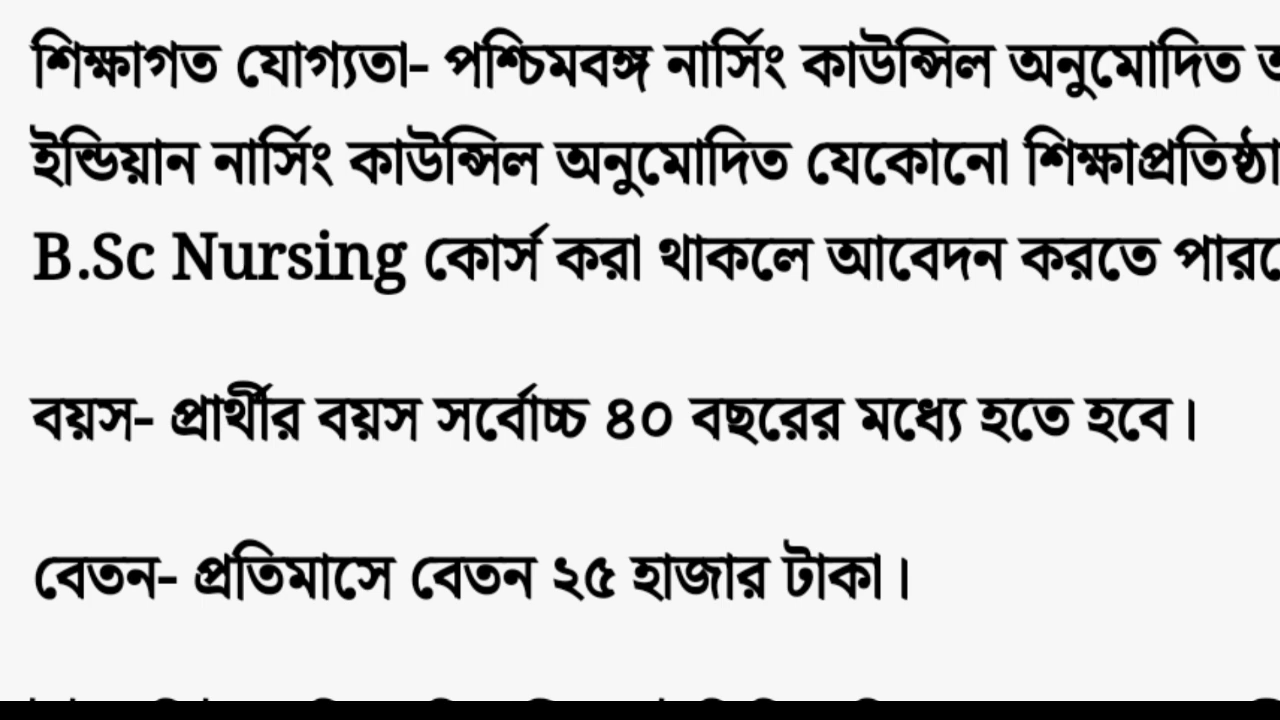 শিক্ষাগত যোগ্যতা- পশ্চিমবঙ্গ নার্সিং কাউন্সিল অনুমোদিত
ইন্ডিয়ান নার্সিং কাউন্সিল অনুমোদিত যেকোনো
B.Sc Nursing কোর্স করা থাকলে আবেদন করতে
বয়স- প্রার্থীর বয়স সর্বোচ্চ ৪০ বছরের মধ্যে হতে হবে।
বেতন- প্রতিমাসে বেতন ২৫ হাজার টাকা।